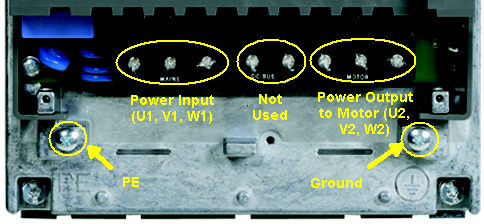 MAINS
DC BUS
MOTOR
Power Input
(U1, V1, W1)
Not
Used
Power Output
to Motor (U2,
V2, W2)
PE
Ground
PE